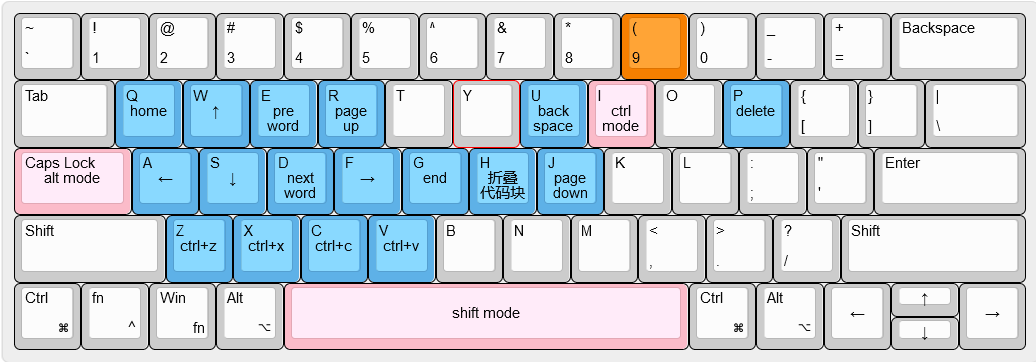 ~ ! @ # $ % ^ & * ( ) _ + Backspace
` 1 2 3 4 5 6 7 8 9 0 - =
Tab Q W E R T Y U I O P { } |
home ↑ pre page back ctrl delete
word up space mode [ ] \
Caps Lock A S D F G H J K L : " Enter
alt mode ← ↓ next → end 折叠 page
word 代码块 down ; '
Shift Z X C V B N M < > ? Shift
ctrl+z ctrl+x ctrl+c ctrl+v , . /
Ctrl fn Win Alt shift mode Ctrl Alt ← ↑ →
⌘ ^ fn ⌥ ⌘ ⌥ ↓